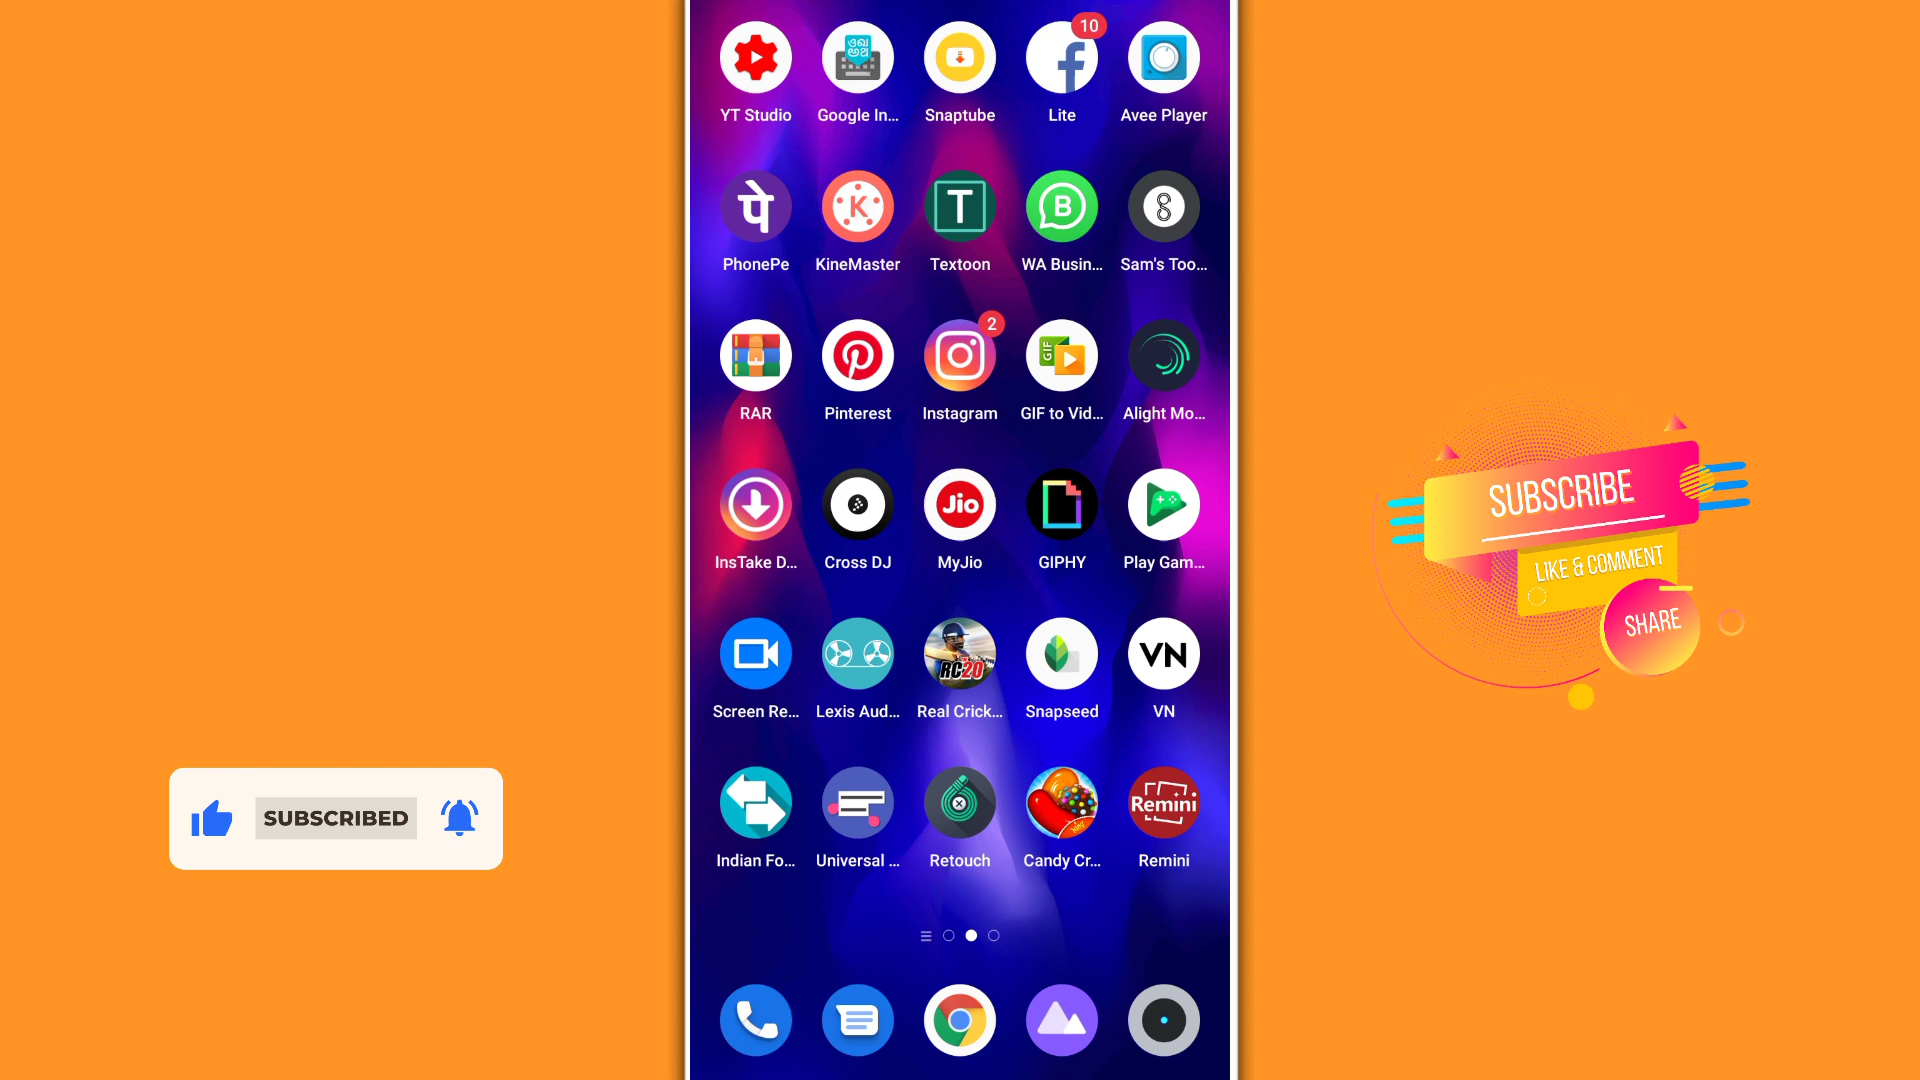 10
YT Studio
Google In...
Snaptube
Lite
Avee Player
पे
K
T
B
PhonePe
KineMaster
Textoon
WA Busin...
Sam's Too...
2
GIF
RAR
Pinterest
Instagram
GIF to Vid...
Alight Mo...
Jio
InsTake D...
Cross DJ
MyJio
GIPHY
Play Gam...
RC20
VN
Screen Re...
Lexis Aud...
Real Crick...
Snapseed
VN
Remini
Indian Fo...
Universal ...
Retouch
Candy Cr...
Remini
SUBSCRIBED
SUBSCRIBE
LIKE & COMMENT
SHARE